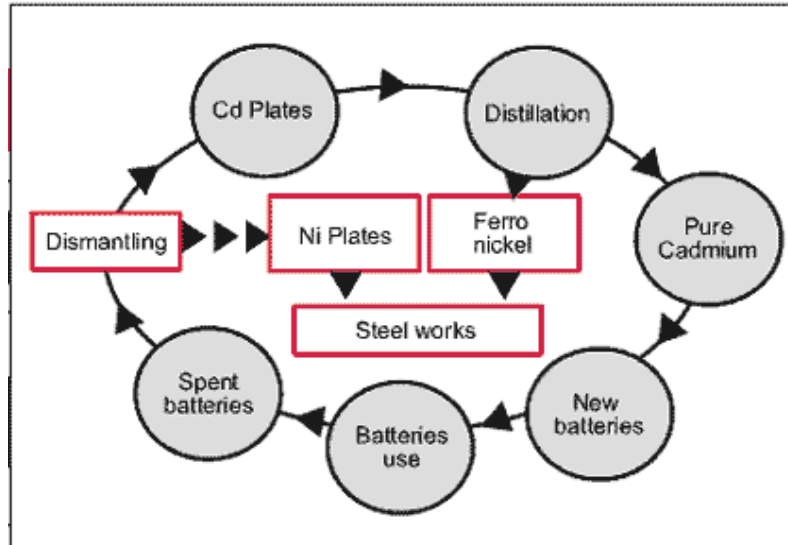 Cd Plates
Distillation
Dismantling
Ni Plates
Ferro
nickel
Pure
Cadmium
Steel works
Spent
batteries
Batteries
use
New
batteries